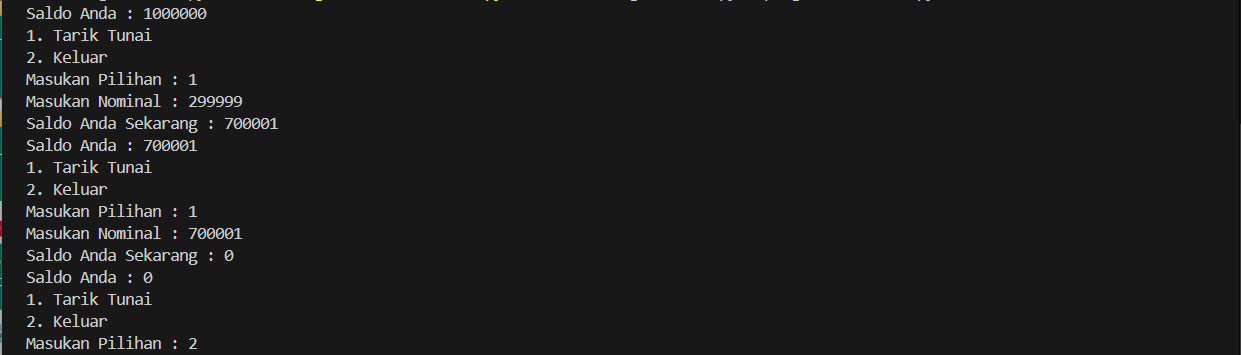 Saldo Anda : 1000000
1. Tarik Tunai
2. Keluar
Masukan Pilihan : 1
Masukan Nominal : 299999
Saldo Anda Sekarang : 700001
Saldo Anda : 700001
1. Tarik Tunai
2. Keluar
Masukan Pilihan : 1
Masukan Nominal : 700001
Saldo Anda Sekarang : 0
Saldo Anda : 0
1. Tarik Tunai
2. Keluar
Masukan Pilihan : 2